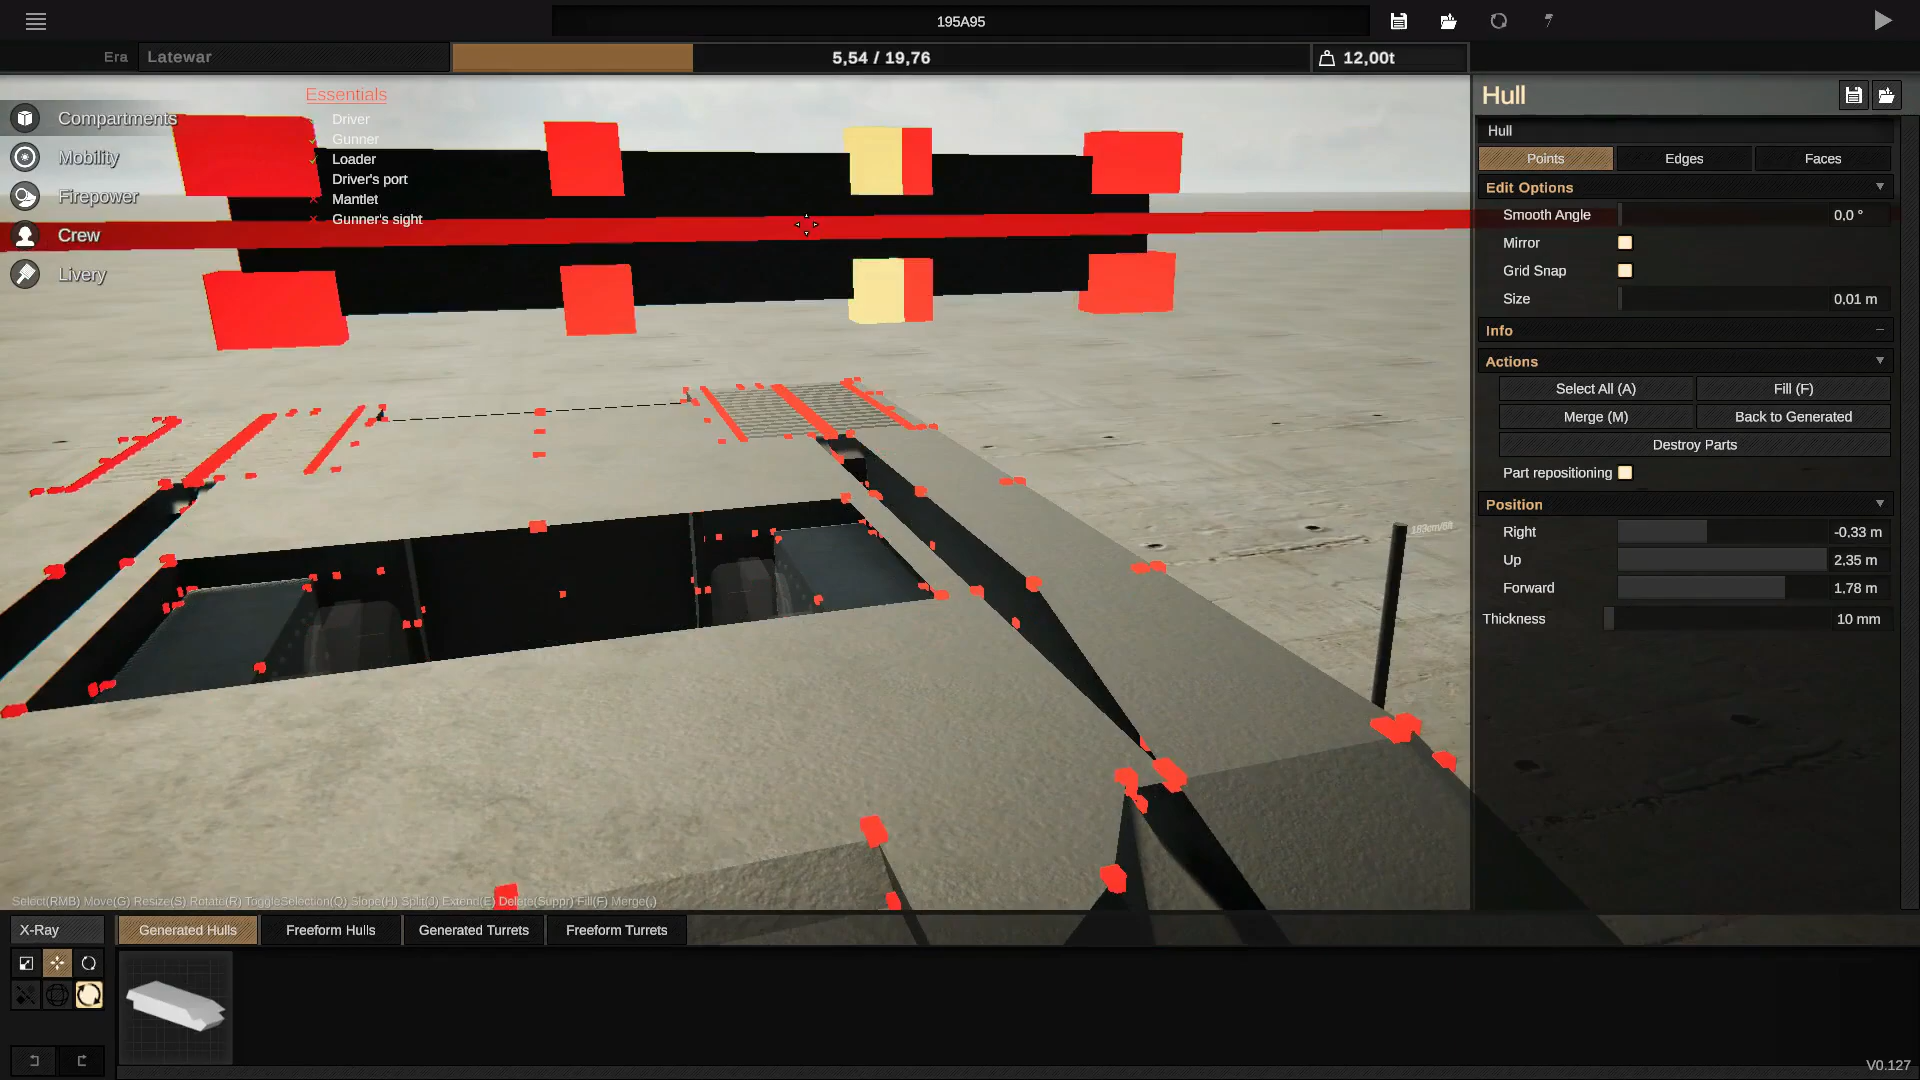 195A95
Era
Latewar
5,54 / 19,76
12,00t
Compartments
Mobility
Firepower
Crew
Livery
Essentials
Driver
Gunner
Loader
Driver's port
Mantlet
Gunner's sight
183cm/6ft
Hull
Hull
Points
Edges
Faces
Edit Options
Smooth Angle
0.0 °
Mirror
Grid Snap
Size
0.01 m
Info
Actions
Select All (A)
Fill (F)
Merge (M)
Back to Generated
Destroy Parts
Part repositioning
Position
Right
-0,33 m
Up
2,35 m
Forward
1,78 m
Thickness
10 mm
Select(RMB) Move(G) Resize(S) Rotate(R) ToggleSelection(Q) Slope(H) Split(J) Extend(E) Delete(Suppr) Fill(F) Merge(,)
X-Ray
Generated Hulls
Freeform Hulls
Generated Turrets
Freeform Turrets
V0.127